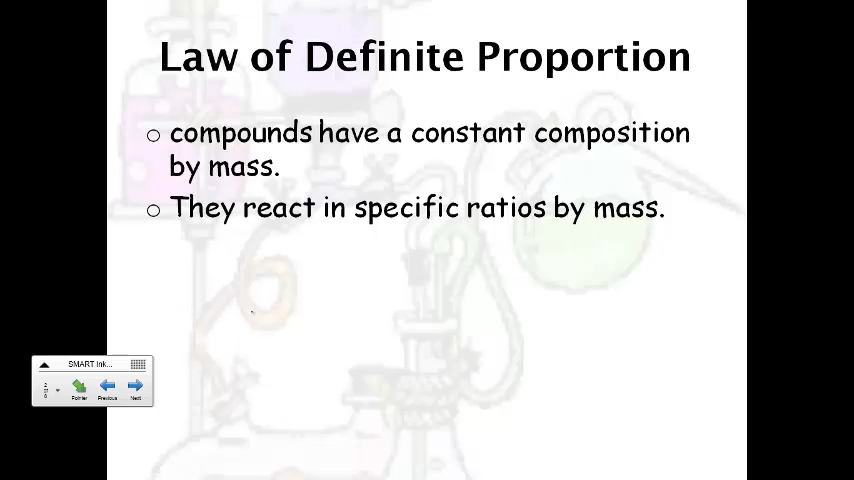 Law of Definite Proportion
○ compounds have a constant composition
by mass.
○ They react in specific ratios by mass.
SMART Ink...
Pointer Previous Next